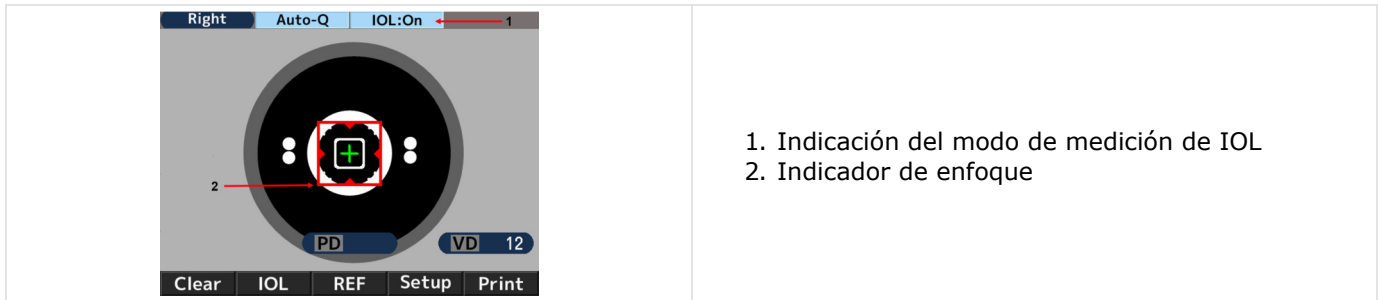 Right Auto-Q IOL:On 1
2
PD VD 12
Clear IOL REF Setup Print
1. Indicación del modo de medición de IOL
2. Indicador de enfoque